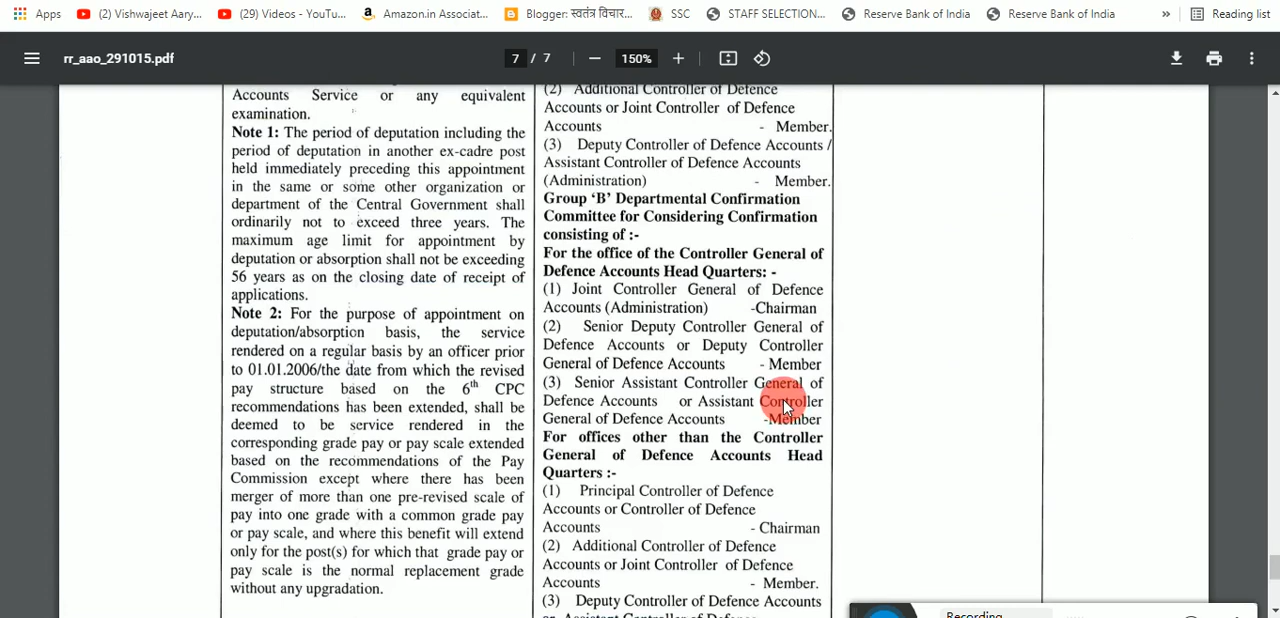 Apps
(2) Vishwajeet Aary...
(29) Videos - YouTu...
Amazon.in Associat...
Blogger: स्वतंत्र विचार...
SSC
STAFF SELECTION...
Reserve Bank of India
Reserve Bank of India
»
Reading list
rr_aao_291015.pdf
7 / 7
150%
Accounts Service or any equivalent
examination.
Note 1: The period of deputation including the
period of deputation in another ex-cadre post
held immediately preceding this appointment
in the same or some other organization or
department of the Central Government shall
ordinarily not to exceed three years. The
maximum age limit for appointment by
deputation or absorption shall not be exceeding
56 years as on the closing date of receipt of
applications.
Note 2: For the purpose of appointment on
deputation/absorption basis, the service
rendered on a regular basis by an officer prior
to 01.01.2006/the date from which the revised
pay structure based on the 6th CPC
recommendations has been extended, shall be
deemed to be service rendered in the
corresponding grade pay or pay scale extended
based on the recommendations of the Pay
Commission except where there has been
merger of more than one pre-revised scale of
pay into one grade with a common grade pay
or pay scale, and where this benefit will extend
only for the post(s) for which that grade pay or
pay scale is the normal replacement grade
without any upgradation.
(2) Additional Controller of Defence
Accounts or Joint Controller of Defence
Accounts - Member.
(3) Deputy Controller of Defence Accounts /
Assistant Controller of Defence Accounts
(Administration) - Member.
Group ‘B’ Departmental Confirmation
Committee for Considering Confirmation
consisting of :-
For the office of the Controller General of
Defence Accounts Head Quarters: -
(1) Joint Controller General of Defence
Accounts (Administration) -Chairman
(2) Senior Deputy Controller General of
Defence Accounts or Deputy Controller
General of Defence Accounts - Member
(3) Senior Assistant Controller General of
Defence Accounts or Assistant Controller
General of Defence Accounts -Member
For offices other than the Controller
General of Defence Accounts Head
Quarters :-
(1) Principal Controller of Defence
Accounts or Controller of Defence
Accounts - Chairman
(2) Additional Controller of Defence
Accounts or Joint Controller of Defence
Accounts - Member.
(3) Deputy Controller of Defence Accounts
or Assistant Controller of Defence
Recording